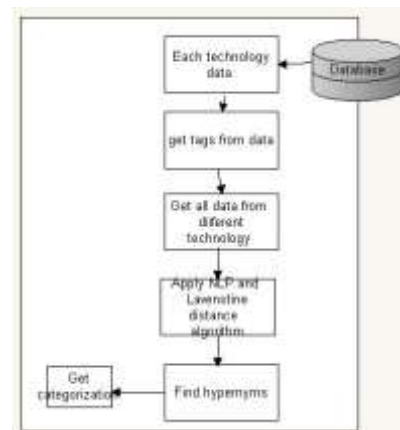 Each technology
data
Database
get tags from data
Get all data from
diferent
technology
Apply NLP and
Lavenstine
distance
algorithm
Find hypernyms
Get
categorization